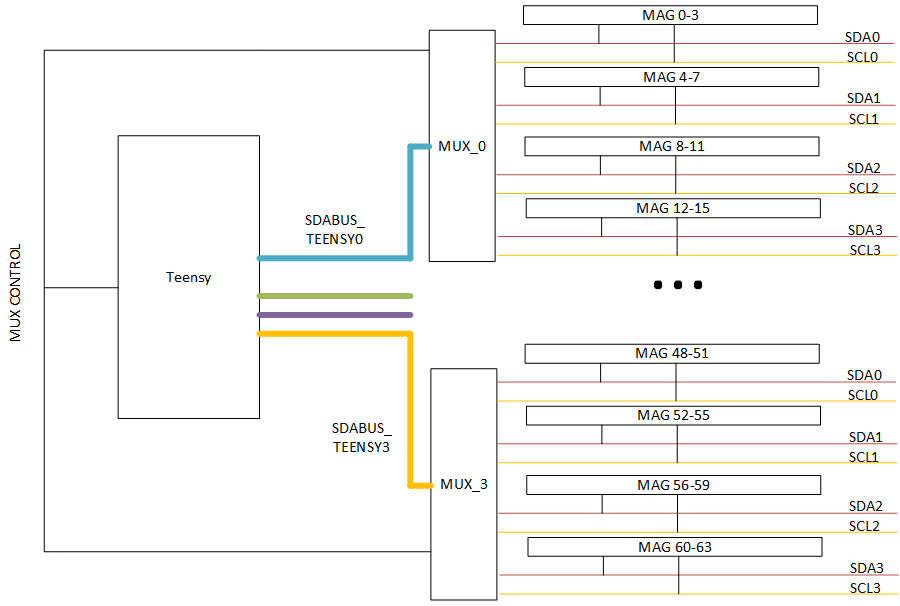 MAG 0-3
SDA0
SCL0
MAG 4-7
SDA1
SCL1
MUX_0
MAG 8-11
SDA2
SCL2
MAG 12-15
SDA3
SCL3
SDABUS_
TEENSY0
Teensy
MUX CONTROL
MAG 48-51
SDA0
SCL0
MAG 52-55
SDA1
SCL1
SDABUS_
TEENSY3
MUX_3
MAG 56-59
SDA2
SCL2
MAG 60-63
SDA3
SCL3